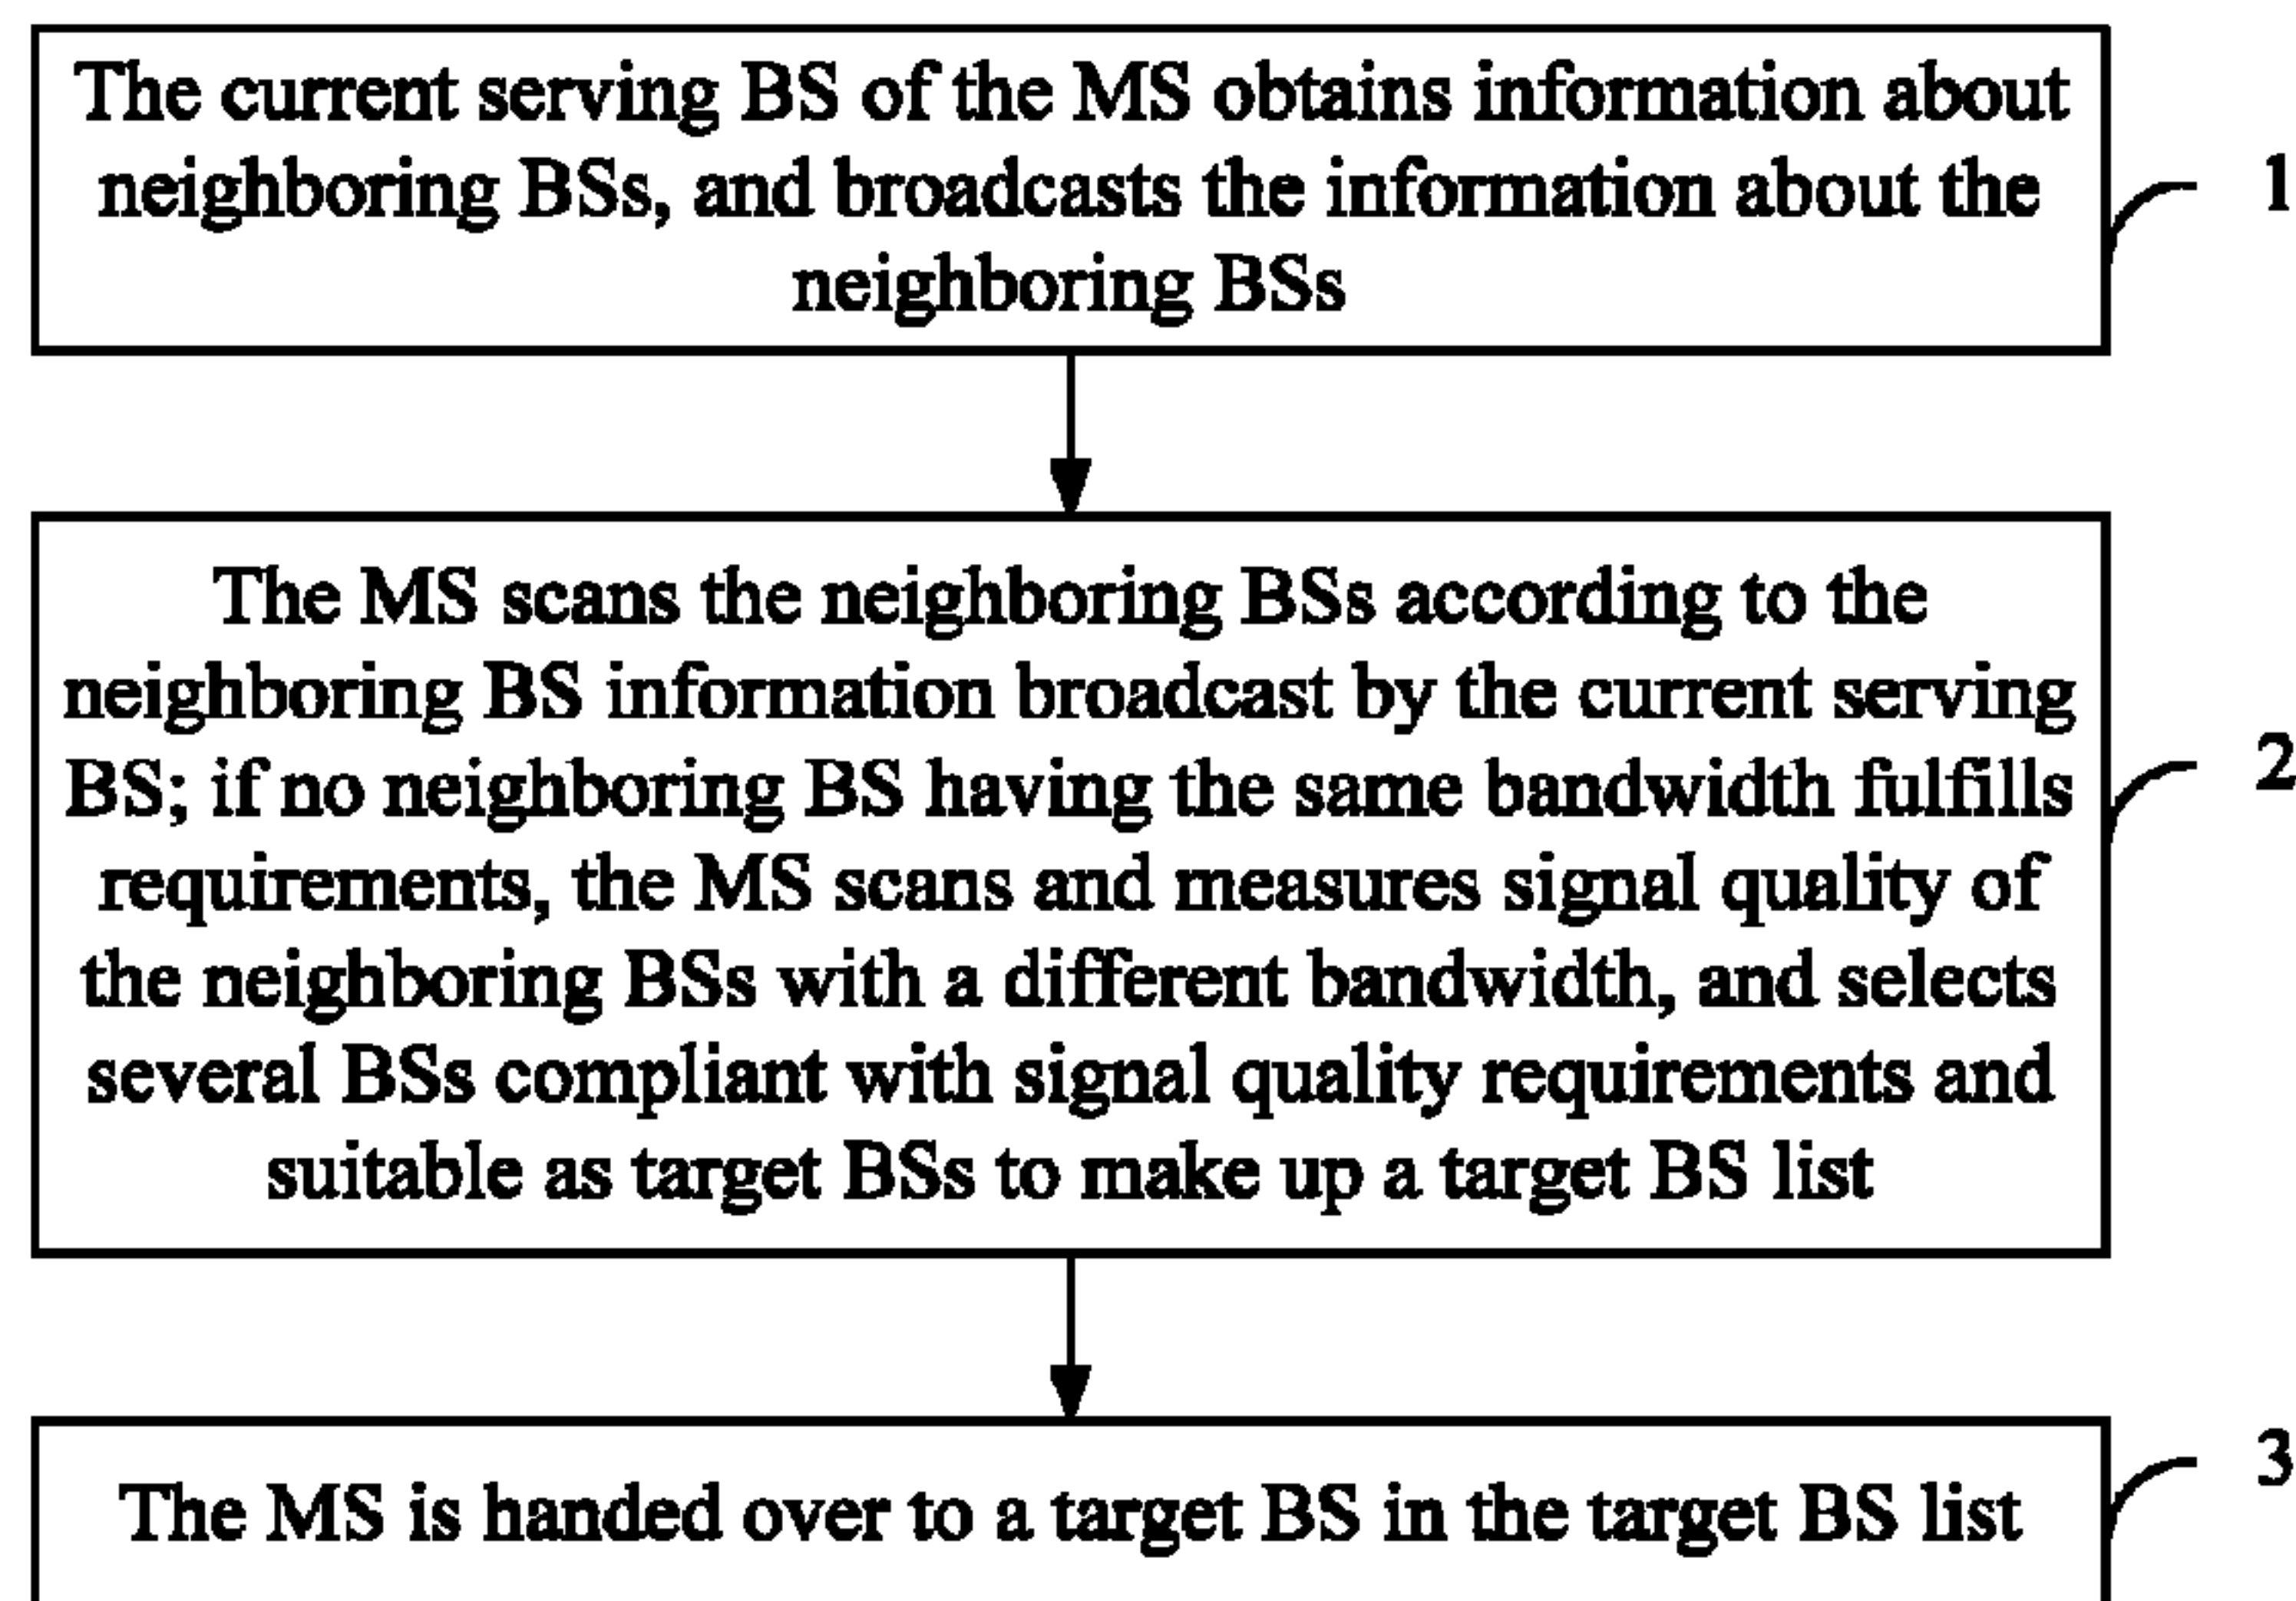 The current serving BS of the MS obtains information about
neighboring BSs, and broadcasts the information about the
neighboring BSs
1
The MS scans the neighboring BSs according to the
neighboring BS information broadcast by the current serving
BS; if no neighboring BS having the same bandwidth fulfills
requirements, the MS scans and measures signal quality of
the neighboring BSs with a different bandwidth, and selects
several BSs compliant with signal quality requirements and
suitable as target BSs to make up a target BS list
2
The MS is handed over to a target BS in the target BS list
3